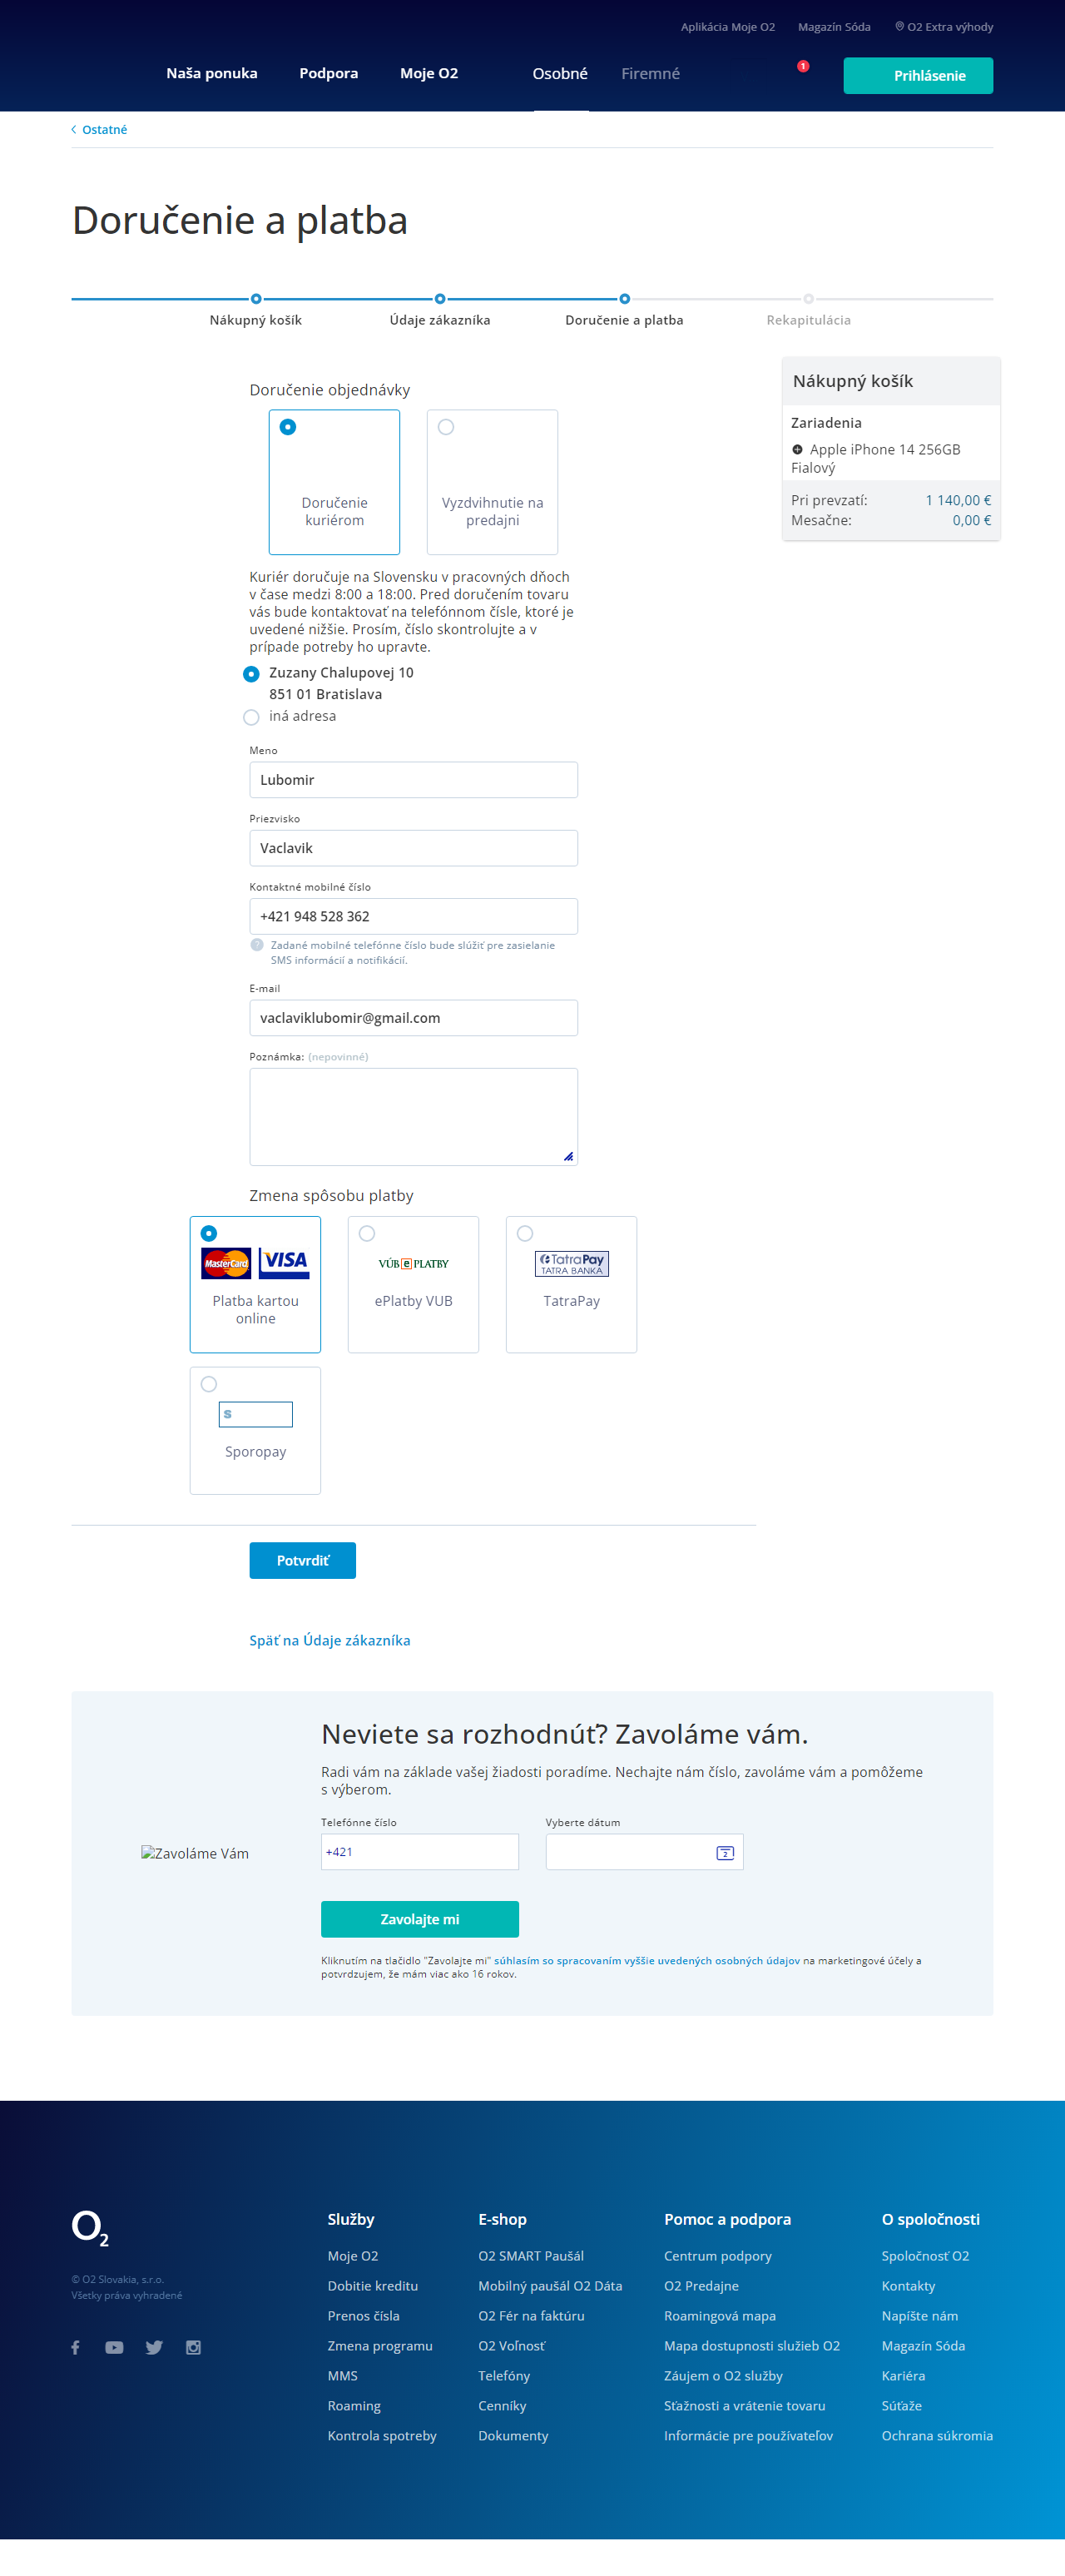 Aplikácia Moje O2 Magazín Sóda O2 Extra výhody
Naša ponuka Podpora Moje O2 Osobné Firemné 1 Prihlásenie
Ostatné
Doručenie a platba
Nákupný košík Údaje zákazníka Doručenie a platba Rekapitulácia
Doručenie objednávky
Doručenie
kuriérom
Vyzdvihnutie na
predajni
Nákupný košík
Zariadenia
Apple iPhone 14 256GB
Fialový
Pri prevzatí: 1 140,00 €
Mesačne: 0,00 €
Kuriér doručuje na Slovensku v pracovných dňoch
v čase medzi 8:00 a 18:00. Pred doručením tovaru
vás bude kontaktovať na telefónnom čísle, ktoré je
uvedené nižšie. Prosím, číslo skontrolujte a v
prípade potreby ho upravte.
Zuzany Chalupovej 10
851 01 Bratislava
iná adresa
Meno
Lubomir
Priezvisko
Vaclavik
Kontaktné mobilné číslo
+421 948 528 362
? Zadané mobilné telefónne číslo bude slúžiť pre zasielanie
SMS informácií a notifikácií.
E-mail
vaclaviklubomir@gmail.com
Poznámka: (nepovinné)
Zmena spôsobu platby
MasterCard VISA
Platba kartou
online
VÚB e PLATBY
ePlatby VUB
TatraPay
TATRA BANKA
TatraPay
S
Sporopay
Potvrdiť
Späť na Údaje zákazníka
Neviete sa rozhodnúť? Zavoláme vám.
Radi vám na základe vašej žiadosti poradíme. Nechajte nám číslo, zavoláme vám a pomôžeme
s výberom.
Zavoláme Vám
Telefónne číslo Vyberte dátum
+421 2
Zavolajte mi
Kliknutím na tlačidlo "Zavolajte mi" súhlasím so spracovaním vyššie uvedených osobných údajov na marketingové účely a
potvrdzujem, že mám viac ako 16 rokov.
O2
© O2 Slovakia, s.r.o.
Všetky práva vyhradené
Služby
Moje O2
Dobitie kreditu
Prenos čísla
Zmena programu
MMS
Roaming
Kontrola spotreby
E-shop
O2 SMART Paušál
Mobilný paušál O2 Dáta
O2 Fér na faktúru
O2 Voľnosť
Telefóny
Cenníky
Dokumenty
Pomoc a podpora
Centrum podpory
O2 Predajne
Roamingová mapa
Mapa dostupnosti služieb O2
Záujem o O2 služby
Sťažnosti a vrátenie tovaru
Informácie pre používateľov
O spoločnosti
Spoločnosť O2
Kontakty
Napíšte nám
Magazín Sóda
Kariéra
Súťaže
Ochrana súkromia